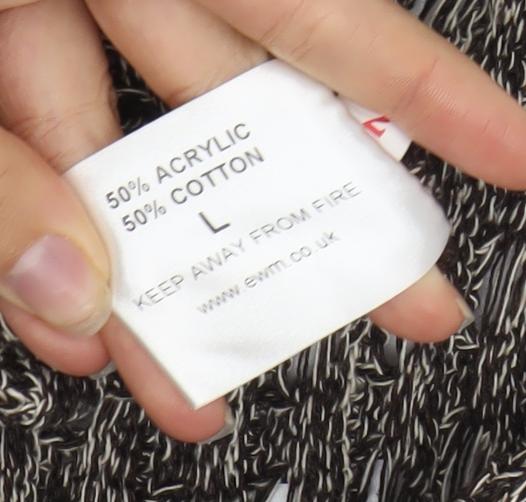 50% ACRYLIC
50% COTTON
L
KEEP AWAY FROM FIRE
www.ewm.co.uk